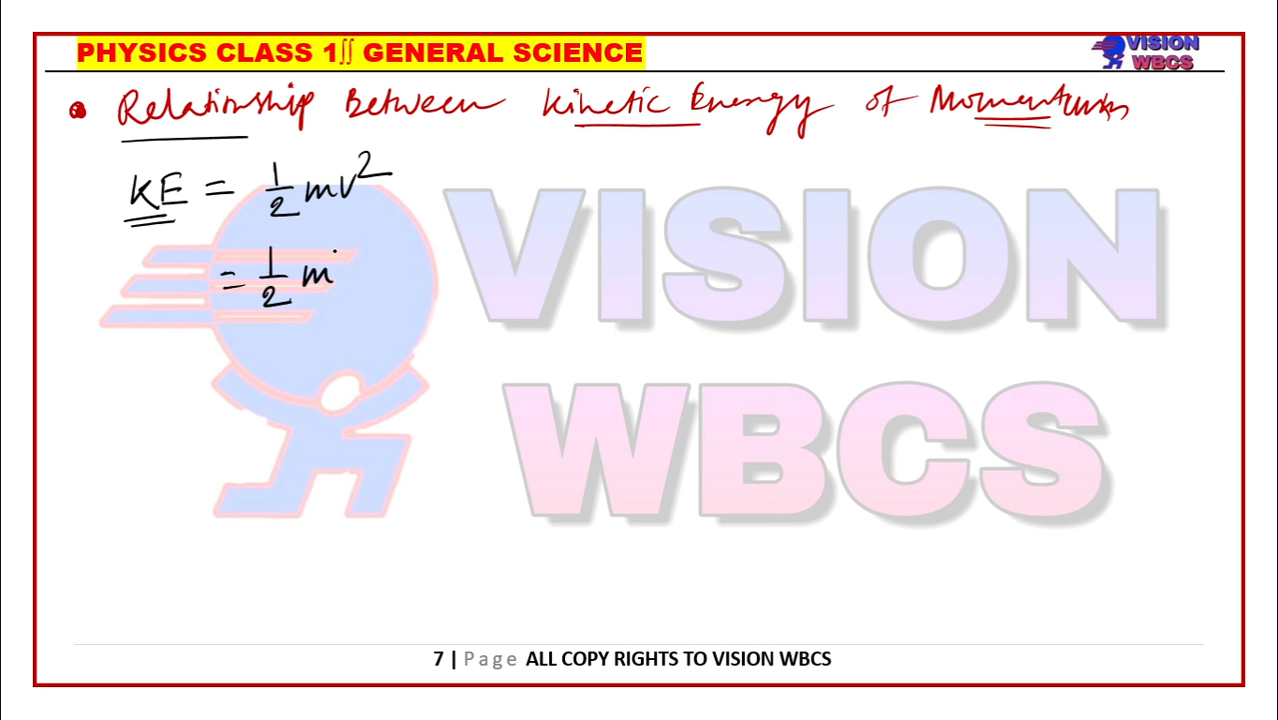 PHYSICS CLASS 1∬ GENERAL SCIENCE
VISION
WBCS
Relationship Between Kinetic Energy of Momentum
KE = 1/2 mv²
= 1/2 m
VISION
WBCS
7 | Page ALL COPY RIGHTS TO VISION WBCS